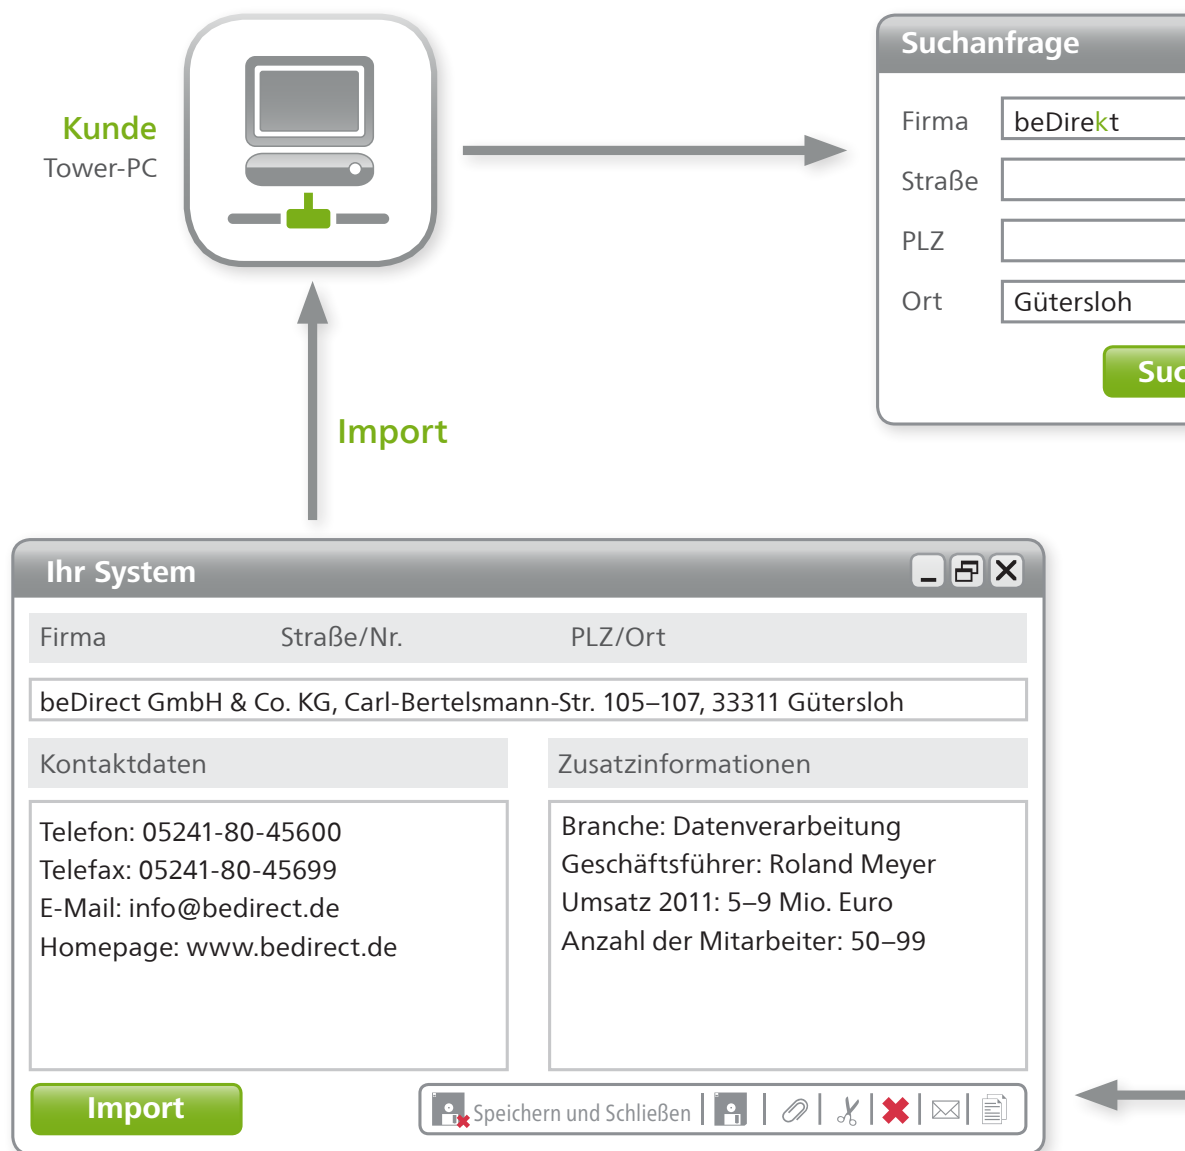 Kunde
Tower-PC
Suchanfrage
Firma beDirekt
Straße
PLZ
Ort Gütersloh
Suc
Import
Ihr System
Firma Straße/Nr. PLZ/Ort
beDirect GmbH & Co. KG, Carl-Bertelsmann-Str. 105–107, 33311 Gütersloh
Kontaktdaten
Telefon: 05241-80-45600
Telefax: 05241-80-45699
E-Mail: info@bedirect.de
Homepage: www.bedirect.de
Zusatzinformationen
Branche: Datenverarbeitung
Geschäftsführer: Roland Meyer
Umsatz 2011: 5–9 Mio. Euro
Anzahl der Mitarbeiter: 50–99
Import
Speichern und Schließen